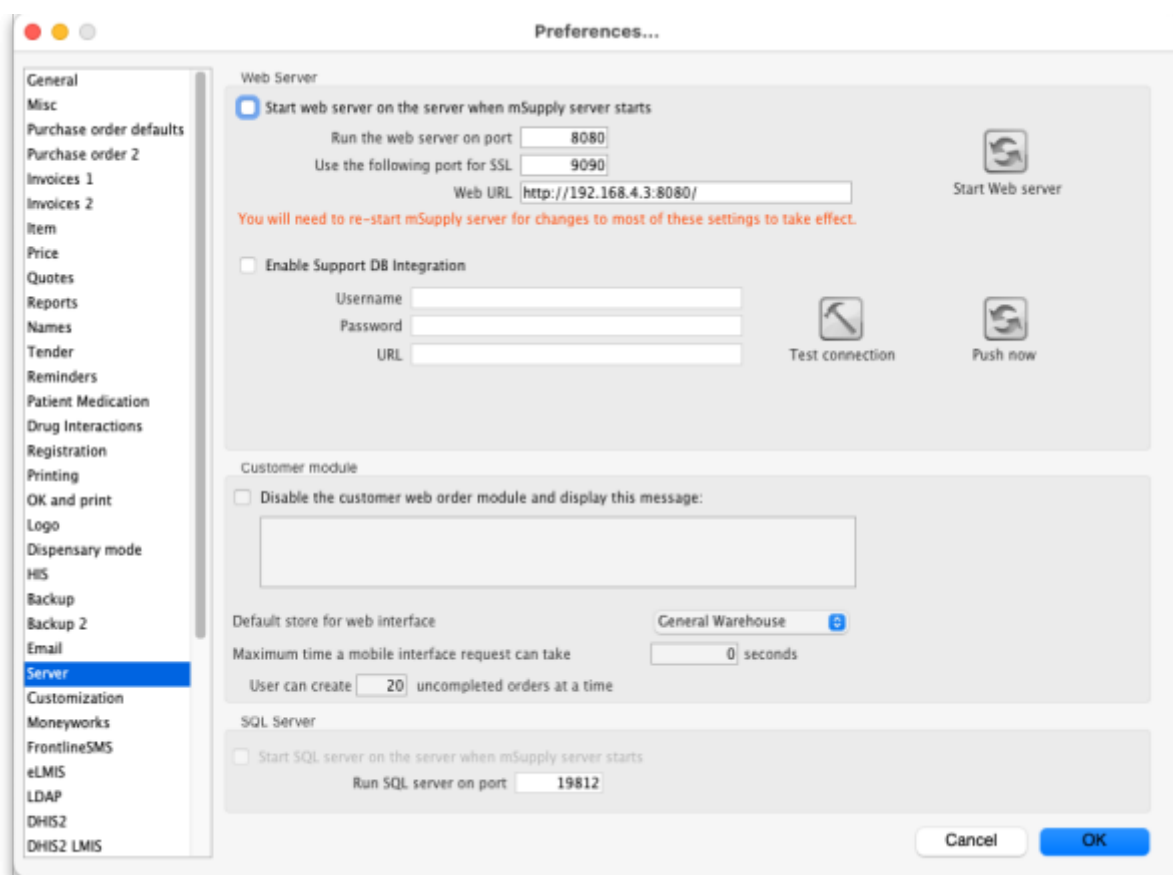 Preferences...
General
Misc
Purchase order defaults
Purchase order 2
Invoices 1
Invoices 2
Item
Price
Quotes
Reports
Names
Tender
Reminders
Patient Medication
Drug Interactions
Registration
Printing
OK and print
Logo
Dispensary mode
HIS
Backup
Backup 2
Email
Server
Customization
Moneyworks
FrontlineSMS
eLMIS
LDAP
DHIS2
DHIS2 LMIS
Web Server
Start web server on the server when mSupply server starts
Run the web server on port 8080
Use the following port for SSL 9090
Web URL http://192.168.4.3:8080/
Start Web server
You will need to re-start mSupply server for changes to most of these settings to take effect.
Enable Support DB Integration
Username
Password
URL
Test connection
Push now
Customer module
Disable the customer web order module and display this message:
Default store for web interface General Warehouse
Maximum time a mobile interface request can take 0 seconds
User can create 20 uncompleted orders at a time
SQL Server
Start SQL server on the server when mSupply server starts
Run SQL server on port 19812
Cancel OK